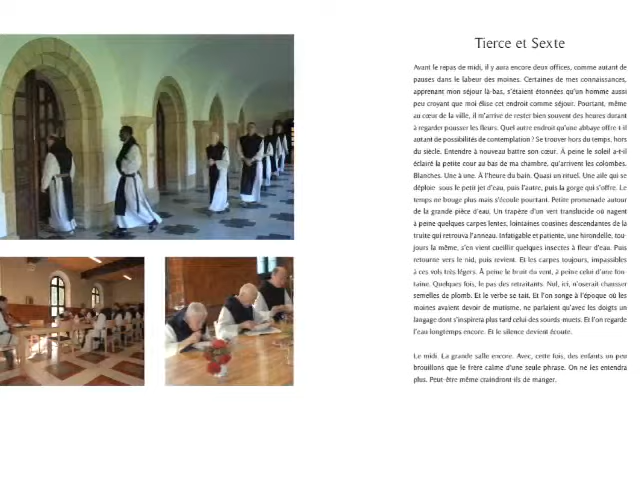 Tierce et Sexte
Avant le repas de midi, il y aura encore deux offices, comme autant de
pauses dans le labeur des moines. Certaines de mes connaissances,
apprenant mon séjour là-bas, s'étaient étonnées qu'un homme aussi
peu croyant que moi élise cet endroit comme séjour. Pourtant, même
au cœur de la ville, il m'arrive de rester bien souvent des heures durant
à regarder pousser les fleurs. Quel autre endroit qu'une abbaye offre-t-il
autant de possibilités de contemplation ? Se trouver hors du temps, hors
du siècle. Entendre à nouveau battre son cœur. À peine le soleil a-t-il
éclairé la petite cour au bas de ma chambre, qu'arrivent les colombes.
Blanches. Une à une. À l'heure du bain. Quasi un rituel. Une aile qui se
déploie sous le petit jet d'eau, puis l'autre, puis la gorge qui s'offre. Le
temps ne bouge plus mais s'écoule pourtant. Petite promenade autour
de la grande pièce d'eau. Un trapèze d'un vert translucide où nagent
à peine quelques carpes lentes, lointaines cousines descendantes de la
truite qui retrouva l'anneau. Infatigable et patiente, une hirondelle, tou-
jours la même, s'en vient cueillir quelques insectes à fleur d'eau. Puis
retourne vers le nid, puis revient. Et les carpes toujours, impassibles
à ces vols très légers. À peine le bruit du vent, à peine celui d'une fon-
taine. Quelques fois, le pas des retraitants. Nul, ici, n'oserait chausser
semelles de plomb. Et le verbe se tait. Et l'on songe à l'époque où les
moines avaient devoir de mutisme, ne parlant qu'avec les doigts un
langage dont s'inspirera plus tard celui des sourds-muets. Et l'on regarde
l'eau longtemps encore. Et le silence devient écoute.
Le midi. La grande salle encore. Avec, cette fois, des enfants un peu
brouillons que le frère calme d'une seule phrase. On ne les entendra
plus. Peut-être même craindront-ils de manger.